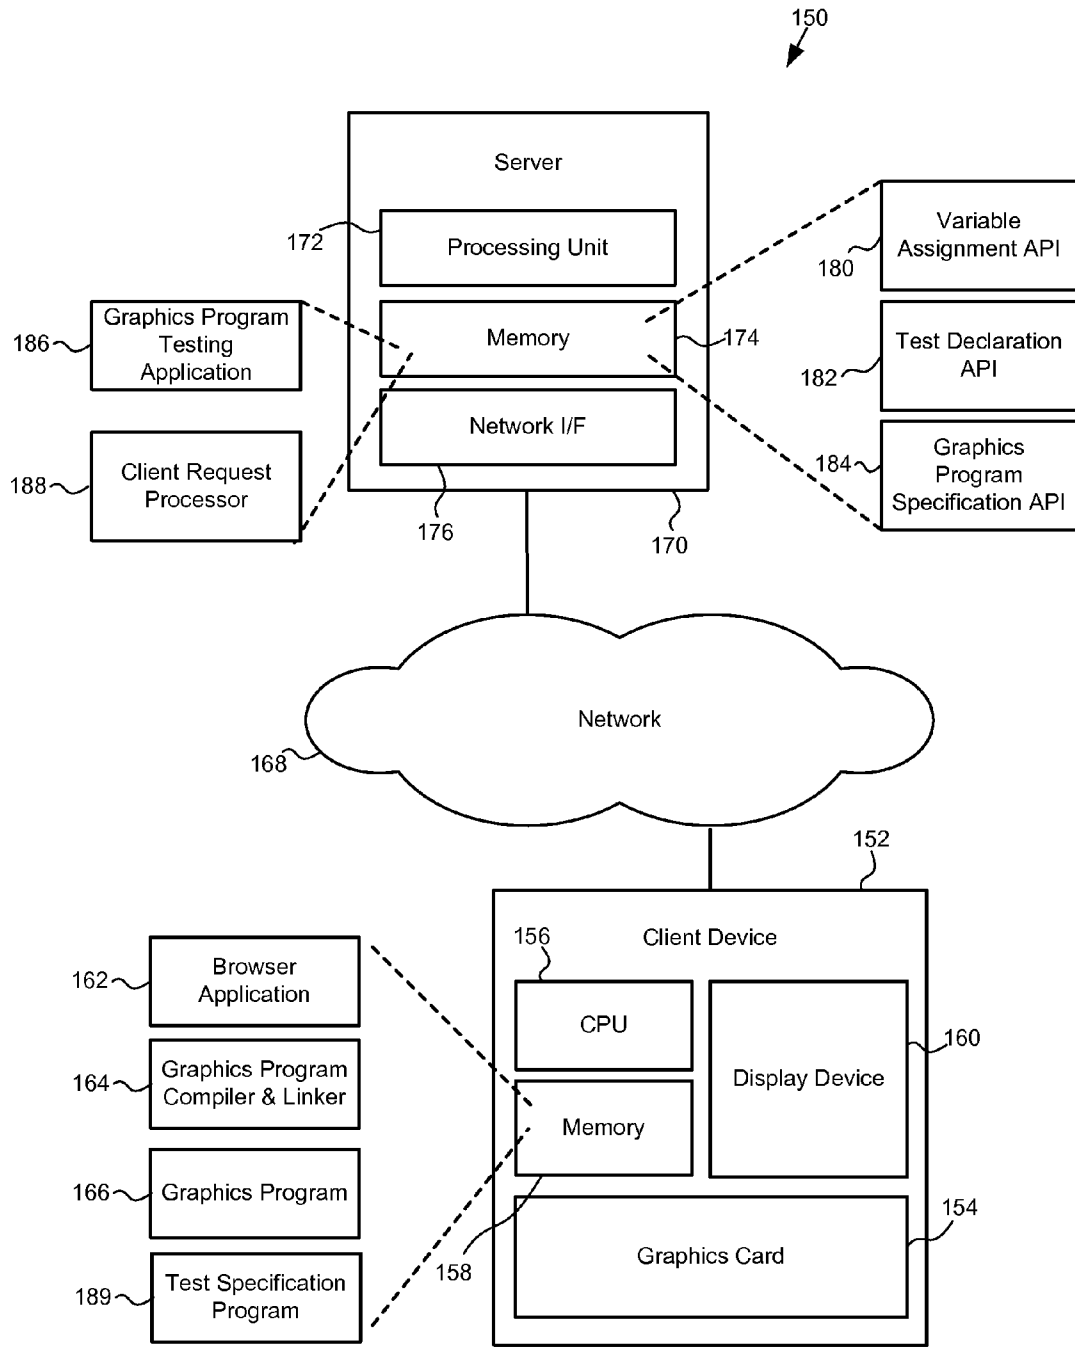 150
Server
172
Processing Unit
Variable
Assignment API
180
Graphics Program
Testing
Application
186
Memory
174
Test Declaration
API
182
Network I/F
Client Request
Processor
188
184
Graphics
Program
Specification API
176
170
Network
168
152
156
Client Device
Browser
Application
162
CPU
160
Graphics Program
Compiler & Linker
164
Display Device
Memory
166
Graphics Program
154
158
Graphics Card
Test Specification
Program
189